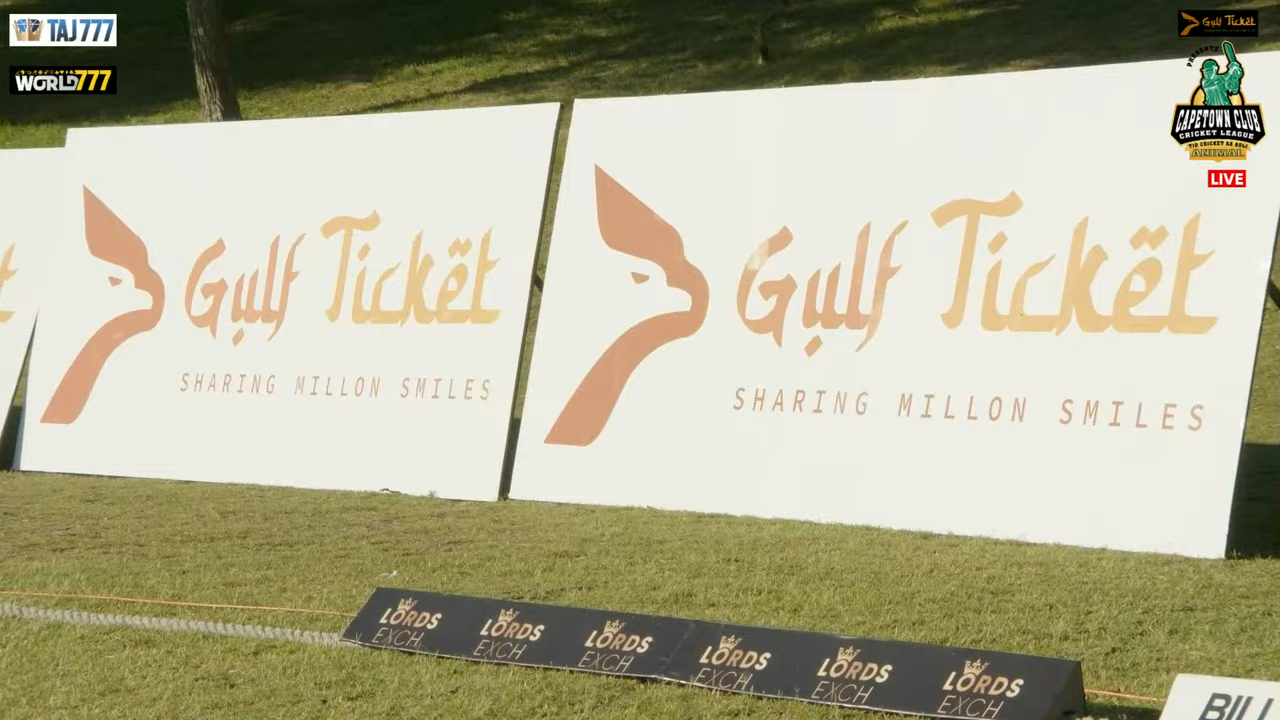 TAJ777
WORLD777
Gulf Ticket
PRESENTS
CAPETOWN CLUB
CRICKET LEAGUE
LIVE
Gulf Ticket
SHARING MILLON SMILES
Gulf Ticket
SHARING MILLON SMILES
LORDS
EXCH
LORDS
EXCH
LORDS
EXCH
LORDS
EXCH
LORDS
EXCH
LORDS
EXCH